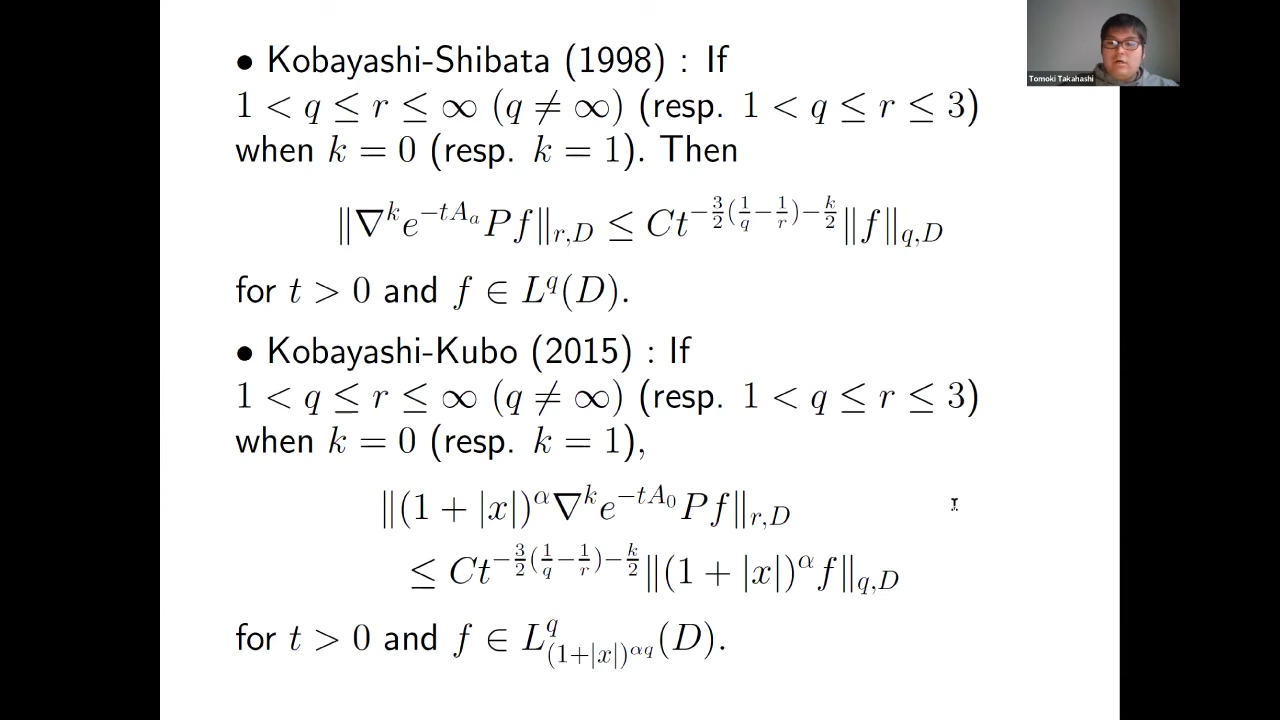 • Kobayashi-Shibata (1998) : If
1 < q ≤ r ≤ ∞ (q ≠ ∞) (resp. 1 < q ≤ r ≤ 3)
when k = 0 (resp. k = 1). Then
‖∇^k e^{-tA_a} Pf‖_{r,D} ≤ Ct^{-\frac{3}{2}(\frac{1}{q}-\frac{1}{r})-\frac{k}{2}}‖f‖_{q,D}
for t > 0 and f ∈ L^q(D).
• Kobayashi-Kubo (2015) : If
1 < q ≤ r ≤ ∞ (q ≠ ∞) (resp. 1 < q ≤ r ≤ 3)
when k = 0 (resp. k = 1),
‖(1 + |x|)^α ∇^k e^{-tA_0} Pf‖_{r,D}
≤ Ct^{-\frac{3}{2}(\frac{1}{q}-\frac{1}{r})-\frac{k}{2}}‖(1 + |x|)^α f‖_{q,D}
for t > 0 and f ∈ L^q_{(1+|x|)^{αq}}(D).
Tomoki Takahashi